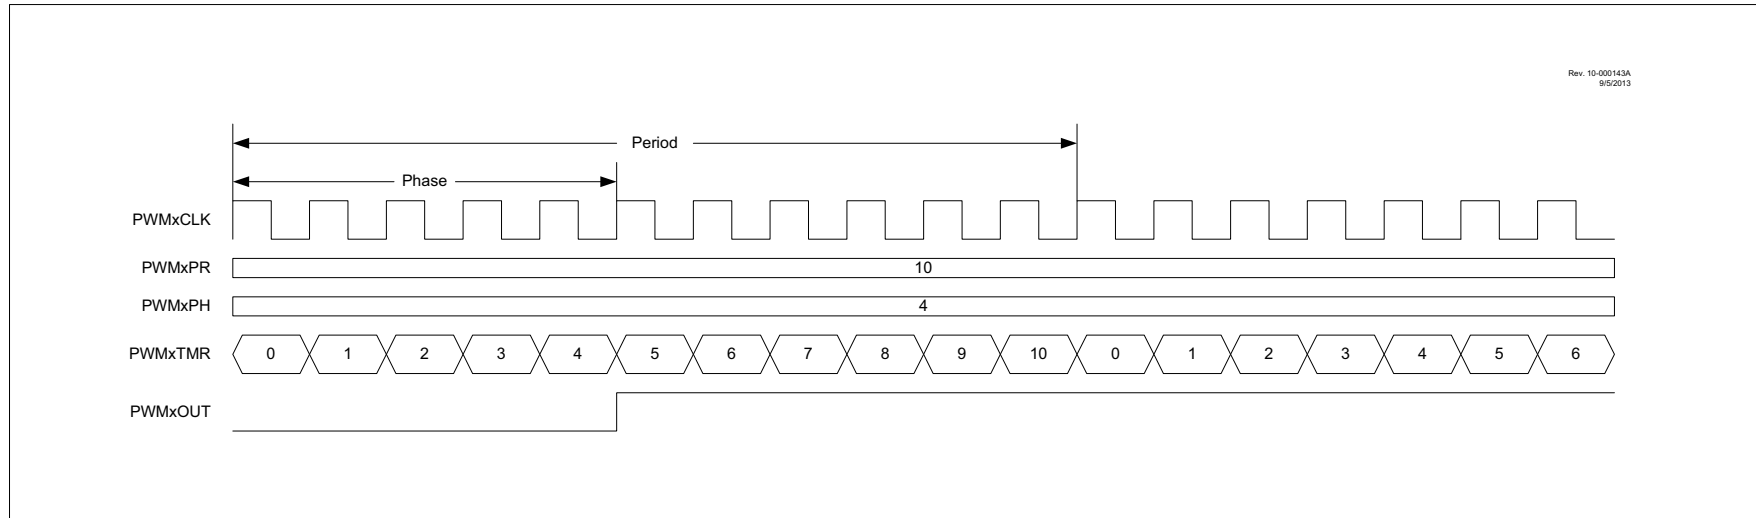 Rev. 10-000143A
9/5/2013
Period
Phase
PWMxCLK
PWMxPR 10
PWMxPH 4
PWMxTMR 0 1 2 3 4 5 6 7 8 9 10 0 1 2 3 4 5 6
PWMxOUT